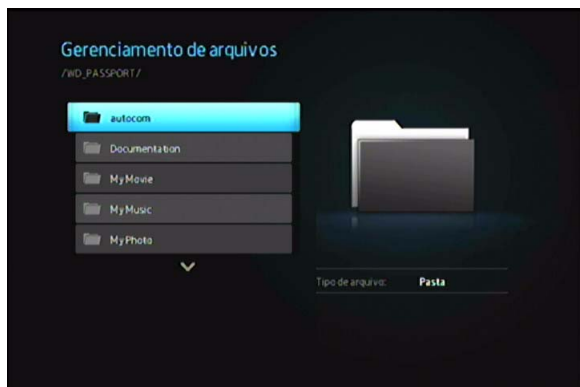 Gerenciamento de arquivos
/WD_PASSPORT/
autocom
Documentation
My Movie
My Music
My Photo
Tipo de arquivo: Pasta